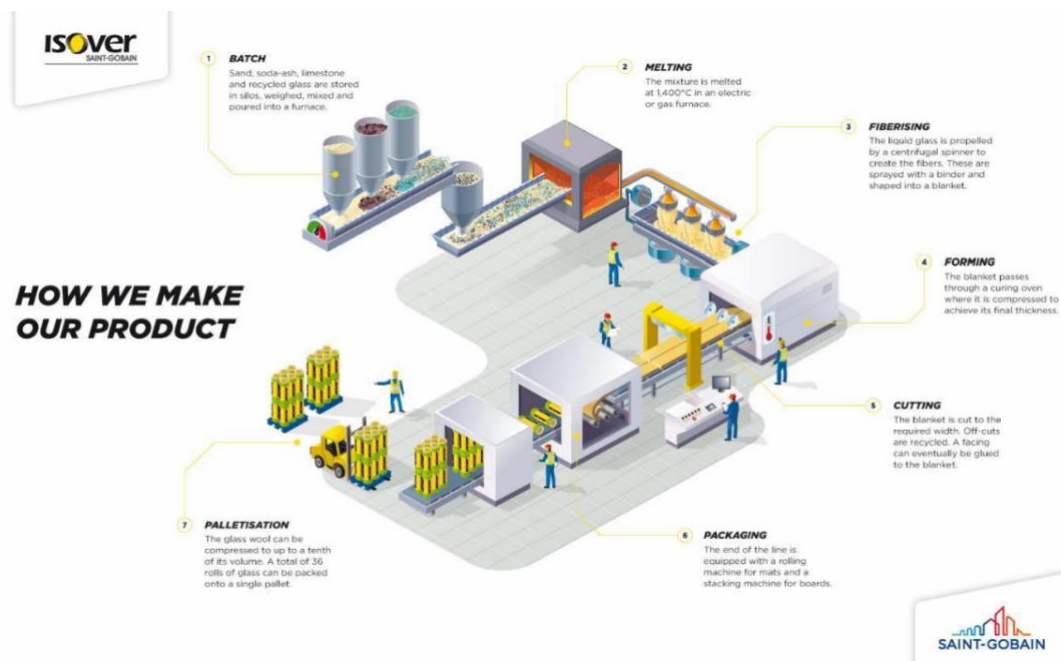 ISOVER
SAINT-GOBAIN
1 BATCH
Sand, soda-ash, limestone
and recycled glass are stored
in silos, weighed, mixed and
poured into a furnace.
2 MELTING
The mixture is melted
at 1,400°C in an electric
or gas furnace.
3 FIBERISING
The liquid glass is propelled
by a centrifugal spinner to
create the fibers. These are
sprayed with a binder and
shaped into a blanket.
4 FORMING
The blanket passes
through a curing oven
where it is compressed to
achieve its final thickness.
HOW WE MAKE
OUR PRODUCT
5 CUTTING
The blanket is cut to the
required width. Off-cuts
are recycled. A facing
can eventually be glued
to the blanket.
6 PACKAGING
The end of the line is
equipped with a rolling
machine for mats and a
stacking machine for boards.
7 PALLETISATION
The glass wool can be
compressed to up to a tenth
of its volume. A total of 36
rolls of glass can be packed
onto a single pallet.
SAINT-GOBAIN